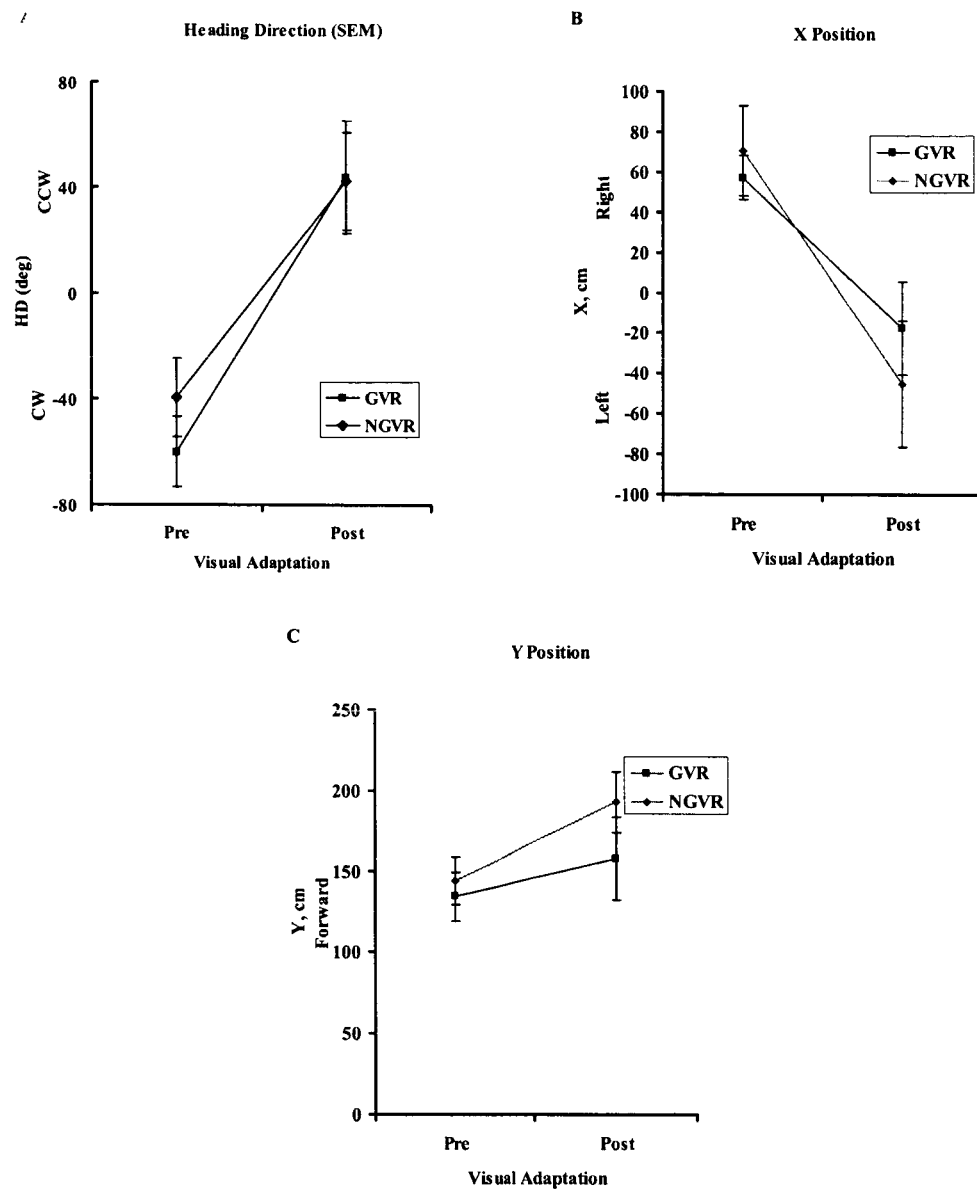 Heading Direction (SEM)
80
40
0
-40
-80
CCW
HD (deg)
CW
GVR
NGVR
Pre Post
Visual Adaptation
B
X Position
100
80
60
40
20
0
-20
-40
-60
-80
-100
Right
X, cm
Left
GVR
NGVR
Pre Post
Visual Adaptation
C
Y Position
250
200
150
100
50
0
Y, cm
Forward
GVR
NGVR
Pre Post
Visual Adaptation